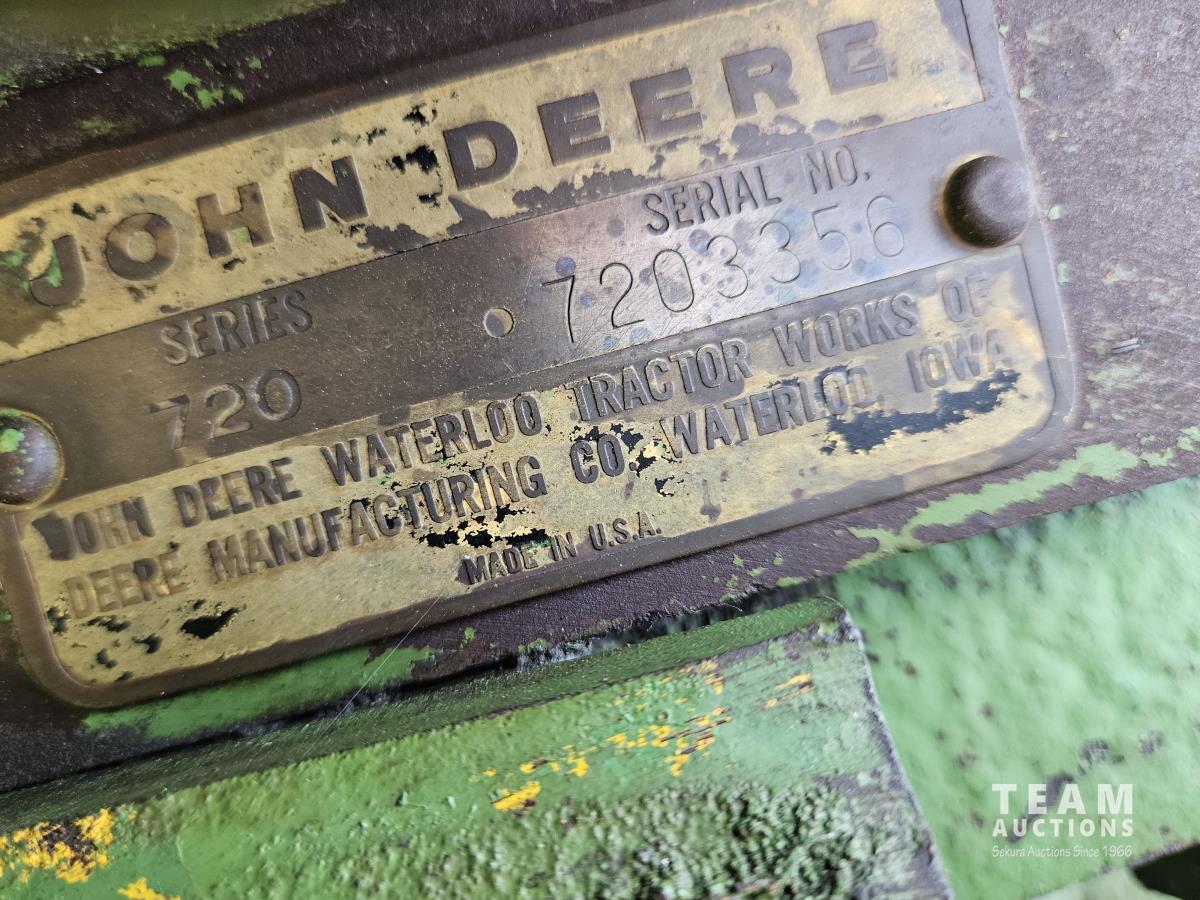 JOHN DEERE
SERIES
SERIAL NO.
720
7203356
JOHN DEERE WATERLOO TRACTOR WORKS OF
DEERE MANUFACTURING CO. WATERLOO, IOWA
MADE IN U.S.A.
TEAM
AUCTIONS
Sekura Auctions Since 1966